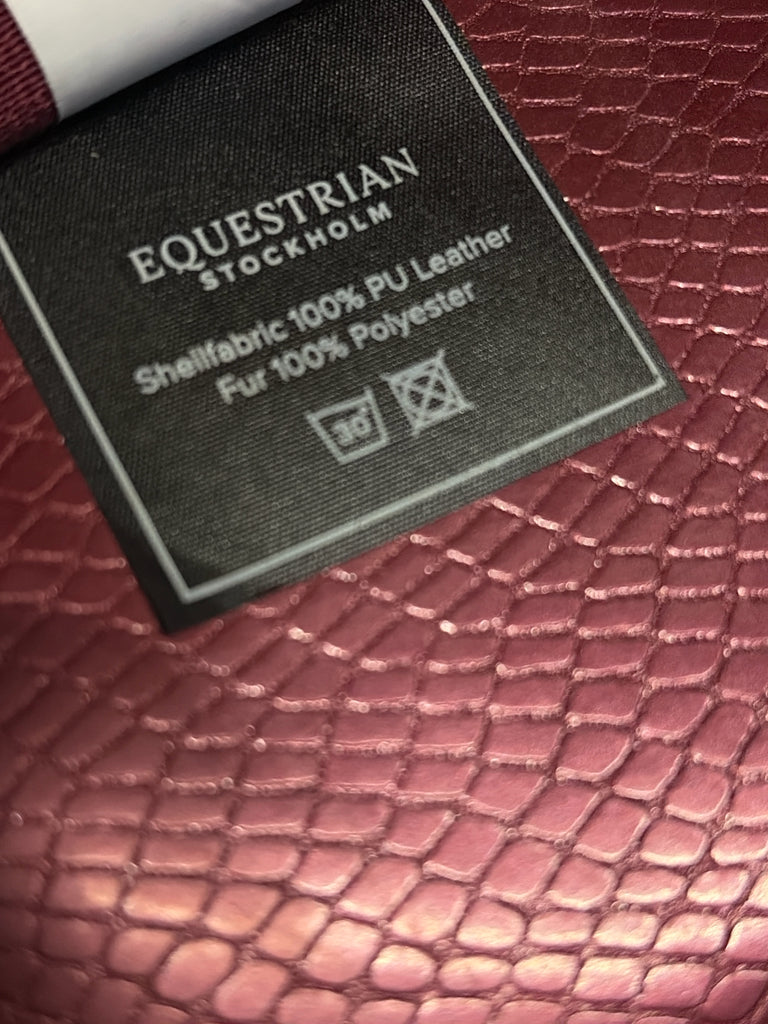 EQUESTRIAN
STOCKHOLM
Shellfabric 100% PU Leather
Fur 100% Polyester
30°